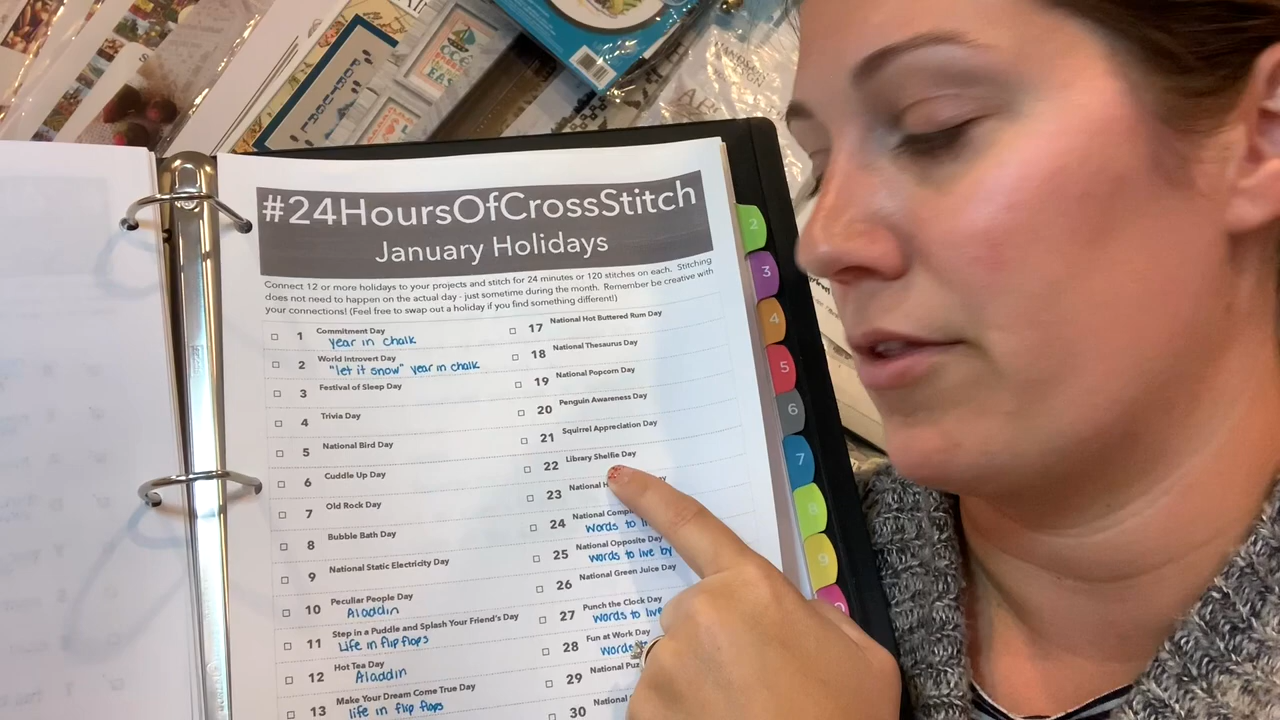 #24HoursOfCrossStitch
January Holidays
Connect 12 or more holidays to your projects and stitch for 24 minutes or 120 stitches on each. Stitching
does not need to happen on the actual day - just sometime during the month. Remember be creative with
your connections! (Feel free to swap out a holiday if you find something different!)
1 Commitment Day
year in chalk
2 World Introvert Day
"let it snow" year in chalk
3 Festival of Sleep Day
4 Trivia Day
5 National Bird Day
6 Cuddle Up Day
7 Old Rock Day
8 Bubble Bath Day
9 National Static Electricity Day
10 Peculiar People Day
Aladdin
11 Step in a Puddle and Splash Your Friend's Day
Life in flip flops
12 Hot Tea Day
Aladdin
13 Make Your Dream Come True Day
life in flip flops
17 National Hot Buttered Rum Day
18 National Thesaurus Day
19 National Popcorn Day
20 Penguin Awareness Day
21 Squirrel Appreciation Day
22 Library Shelfie Day
23 National
24 National
words to
25 National Opposite Day
words to live by
26 National Green Juice Day
27 Punch the Clock Day
words to live
28 Fun at Work Day
29 National
30 National
2
3
4
5
6
7
8
9
PORTUGAL